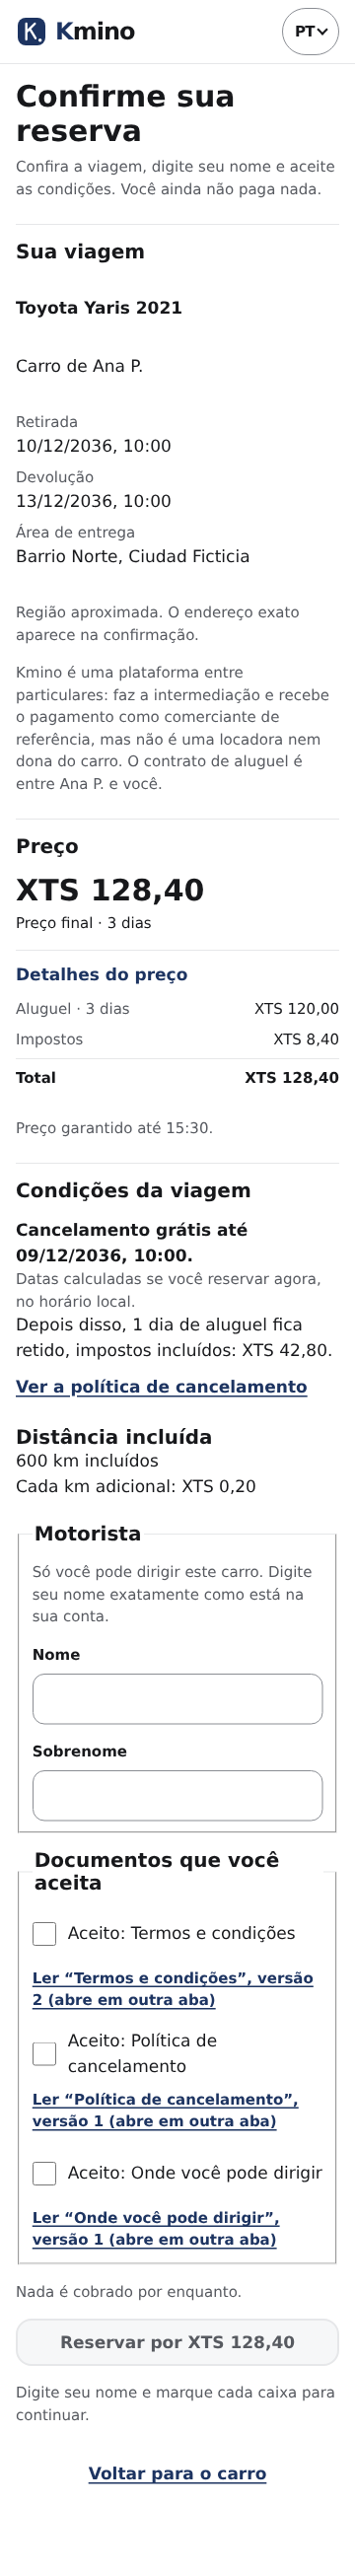 Kmino
PT
Confirme sua
reserva
Confira a viagem, digite seu nome e aceite
as condições. Você ainda não paga nada.
Sua viagem
Toyota Yaris 2021
Carro de Ana P.
Retirada
10/12/2036, 10:00
Devolução
13/12/2036, 10:00
Área de entrega
Barrio Norte, Ciudad Ficticia
Região aproximada. O endereço exato
aparece na confirmação.
Kmino é uma plataforma entre
particulares: faz a intermediação e recebe
o pagamento como comerciante de
referência, mas não é uma locadora nem
dona do carro. O contrato de aluguel é
entre Ana P. e você.
Preço
XTS 128,40
Preço final · 3 dias
Detalhes do preço
Aluguel · 3 dias XTS 120,00
Impostos XTS 8,40
Total XTS 128,40
Preço garantido até 15:30.
Condições da viagem
Cancelamento grátis até
09/12/2036, 10:00.
Datas calculadas se você reservar agora,
no horário local.
Depois disso, 1 dia de aluguel fica
retido, impostos incluídos: XTS 42,80.
Ver a política de cancelamento
Distância incluída
600 km incluídos
Cada km adicional: XTS 0,20
Motorista
Só você pode dirigir este carro. Digite
seu nome exatamente como está na
sua conta.
Nome
Sobrenome
Documentos que você
aceita
Aceito: Termos e condições
Ler “Termos e condições”, versão
2 (abre em outra aba)
Aceito: Política de
cancelamento
Ler “Política de cancelamento”,
versão 1 (abre em outra aba)
Aceito: Onde você pode dirigir
Ler “Onde você pode dirigir”,
versão 1 (abre em outra aba)
Nada é cobrado por enquanto.
Reservar por XTS 128,40
Digite seu nome e marque cada caixa para
continuar.
Voltar para o carro